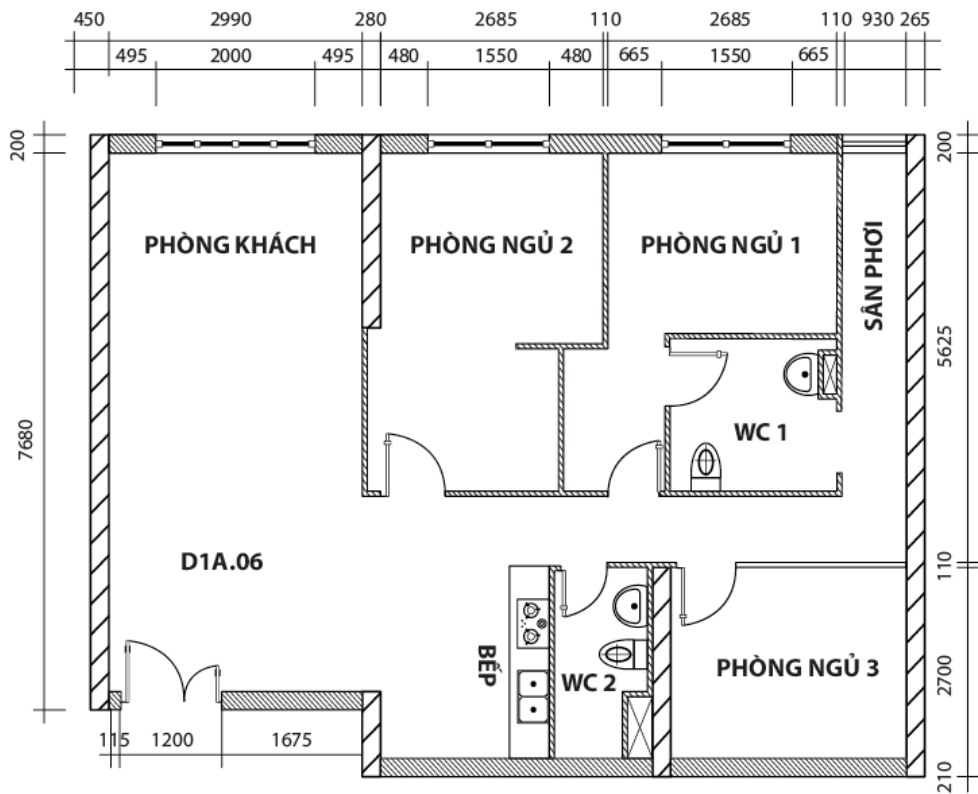 450 2990 280 2685 110 2685 110 930 265
495 2000 495 480 1550 480 665 1550 665
200
200
PHÒNG KHÁCH
PHÒNG NGỦ 2
PHÒNG NGỦ 1
SÂN PHƠI
5625
7680
WC 1
D1A.06
110
BẾP
WC 2
PHÒNG NGỦ 3
2700
115 1200 1675
210